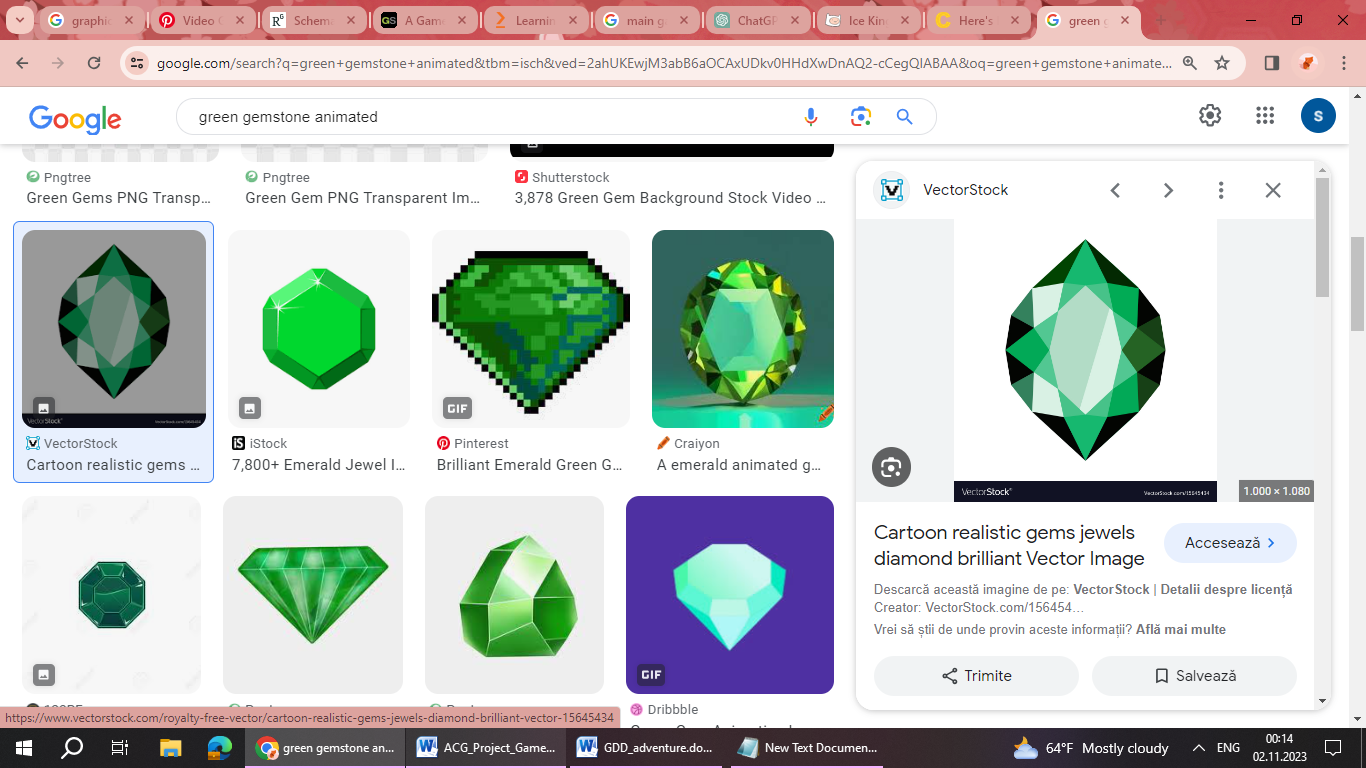 graphic
Video G
Schema
A Game
Learnin
main g
ChatGP
Ice Kin
Here's
green g
google.com/search?q=green+gemstone+animated&tbm=isch&ved=2ahUKEwjM3abB6aOCAxUDkv0HHdXwDnAQ2-cCegQIABAA&oq=green+gemstone+animate...
Google
green gemstone animated
S
Pngtree
Green Gems PNG Transp...
Pngtree
Green Gem PNG Transparent Im...
Shutterstock
3,878 Green Gem Background Stock Video ...
VectorStock
VectorStock
Cartoon realistic gems ...
iStock
7,800+ Emerald Jewel I...
GIF
Pinterest
Brilliant Emerald Green G...
Craiyon
A emerald animated g...
GIF
Dribbble
VectorStock
VectorStock
VectorStock.com/15645434
1.000 × 1.080
Cartoon realistic gems jewels
diamond brilliant Vector Image
Accesează
Descarcă această imagine de pe: VectorStock | Detalii despre licență
Creator: VectorStock.com/156454...
Vrei să știi de unde provin aceste informații? Află mai multe
Trimite
Salvează
https://www.vectorstock.com/royalty-free-vector/cartoon-realistic-gems-jewels-diamond-brilliant-vector-15645434
green gemstone an...
ACG_Project_Game...
GDD_adventure.do...
New Text Documen...
64°F Mostly cloudy
ENG
00:14
02.11.2023